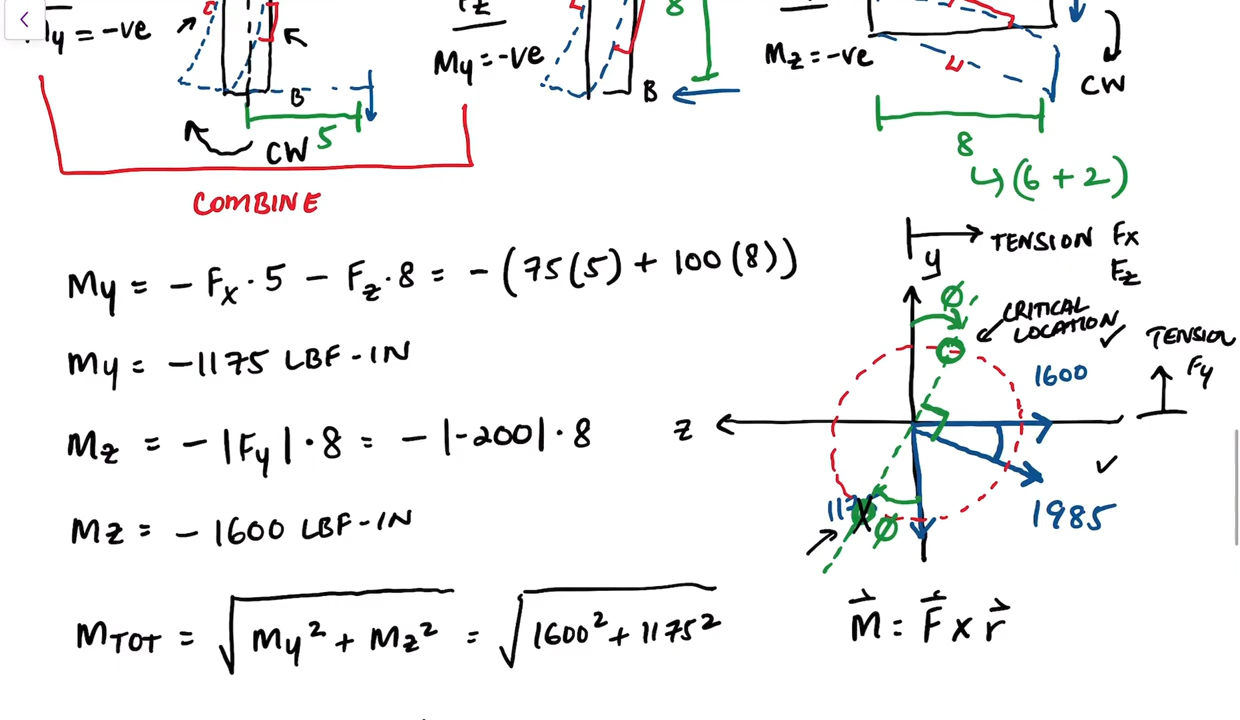 My = -ve
Fz
My = -ve
Mz = -ve
8
B
5
CW
B
CW
8
↳ (6 + 2)
COMBINE
My = - Fx · 5 - Fz · 8 = - (75(5) + 100(8))
My = -1175 LBF-IN
Mz = - |Fy| · 8 = - |-200| · 8
Mz = - 1600 LBF-IN
MTOT = √My² + Mz² = √1600² + 1175²
TENSION Fx
Fz
y
Ø
CRITICAL
LOCATION ✓
TENSION
Fy
1600
z
✓
1985
Ø
M = F x r